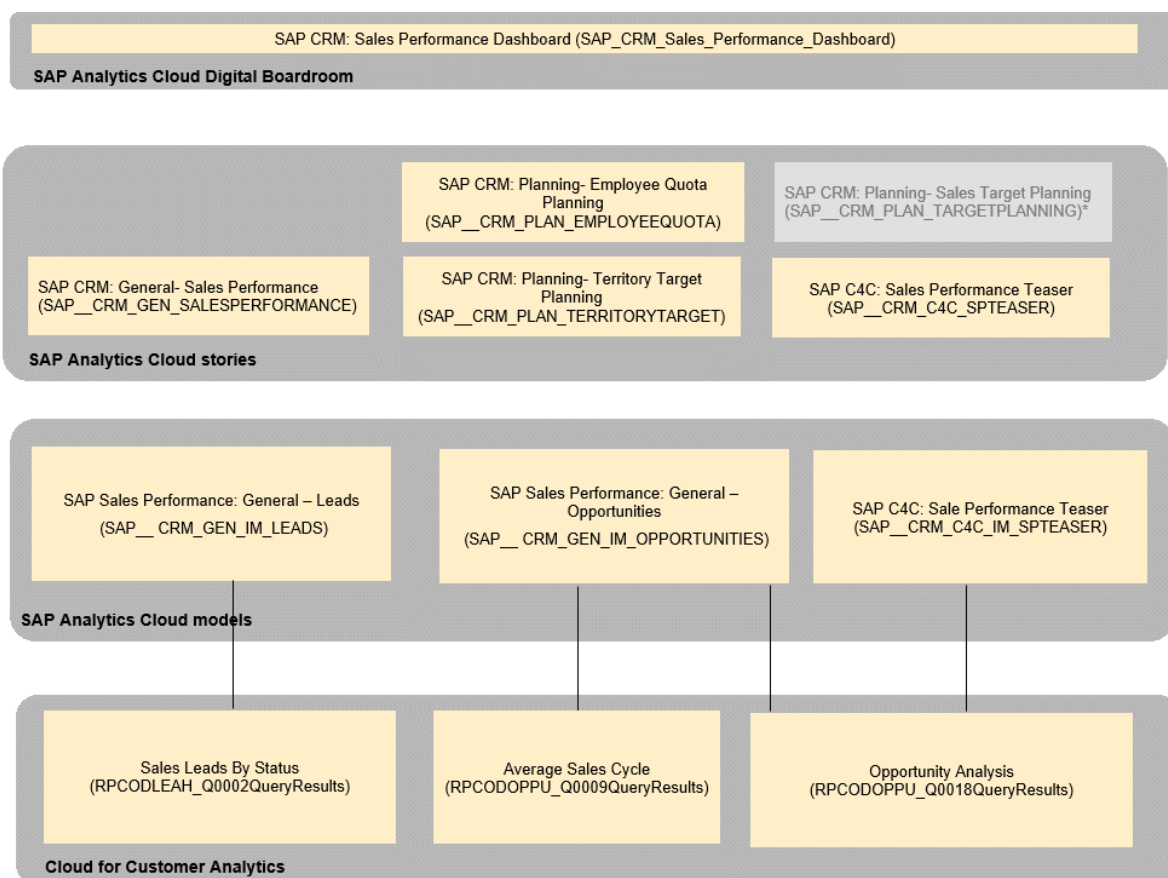 SAP CRM: Sales Performance Dashboard (SAP_CRM_Sales_Performance_Dashboard)
SAP Analytics Cloud Digital Boardroom
SAP CRM: Planning- Employee Quota
Planning
(SAP__CRM_PLAN_EMPLOYEEQUOTA)
SAP CRM: Planning- Sales Target Planning
(SAP__CRM_PLAN_TARGETPLANNING)*
SAP CRM: General- Sales Performance
(SAP__CRM_GEN_SALESPERFORMANCE)
SAP CRM: Planning- Territory Target
Planning
(SAP__CRM_PLAN_TERRITORYTARGET)
SAP C4C: Sales Performance Teaser
(SAP__CRM_C4C_SPTEASER)
SAP Analytics Cloud stories
SAP Sales Performance: General – Leads
(SAP__ CRM_GEN_IM_LEADS)
SAP Sales Performance: General –
Opportunities
(SAP__ CRM_GEN_IM_OPPORTUNITIES)
SAP C4C: Sale Performance Teaser
(SAP__CRM_C4C_IM_SPTEASER)
SAP Analytics Cloud models
Sales Leads By Status
(RPCODLEAH_Q0002QueryResults)
Average Sales Cycle
(RPCODOPPU_Q0009QueryResults)
Opportunity Analysis
(RPCODOPPU_Q0018QueryResults)
Cloud for Customer Analytics